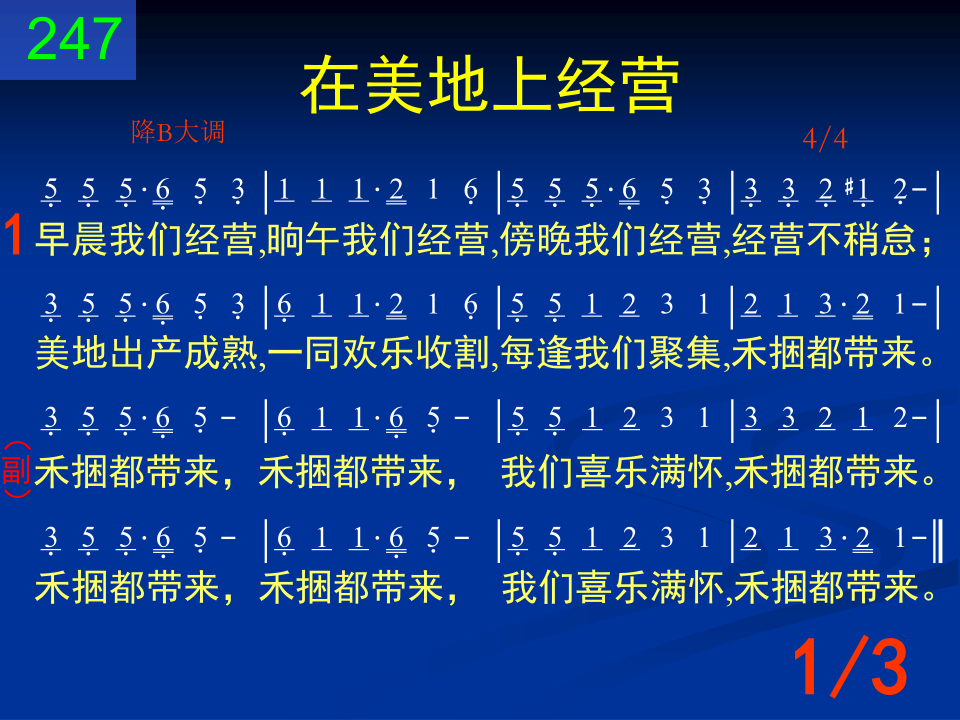 247
在美地上经营
降B大调 4/4
5 5 5·6 5 3 | 1 1 1·2 1 6 | 5 5 5·6 5 3 | 3 3 2 #1 2- |
1 早晨我们经营,晌午我们经营,傍晚我们经营,经营不稍怠;
3 5 5·6 5 3 | 6 1 1·2 1 6 | 5 5 1 2 3 1 | 2 1 3·2 1- |
美地出产成熟,一同欢乐收割,每逢我们聚集,禾捆都带来。
3 5 5·6 5 - | 6 1 1·6 5 - | 5 5 1 2 3 1 | 3 3 2 1 2- |
(副) 禾捆都带来, 禾捆都带来, 我们喜乐满怀,禾捆都带来。
3 5 5·6 5 - | 6 1 1·6 5 - | 5 5 1 2 3 1 | 2 1 3·2 1- ‖
禾捆都带来, 禾捆都带来, 我们喜乐满怀,禾捆都带来。
1/3